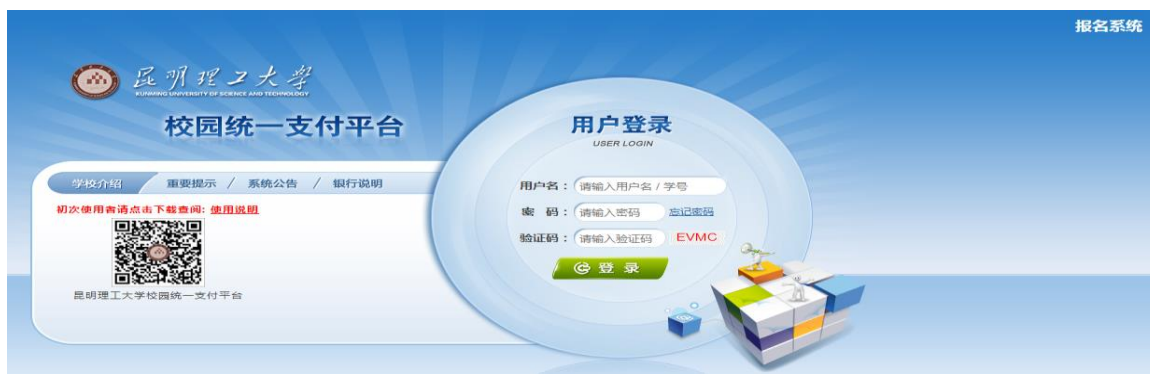 报名系统
昆明理工大学
KUNMING UNIVERSITY OF SCIENCE AND TECHNOLOGY
校园统一支付平台
学校介绍 / 重要提示 / 系统公告 / 银行说明
初次使用者请点击下载查阅: 使用说明
昆明理工大学校园统一支付平台
用户登录
USER LOGIN
用户名： 请输入用户名 / 学号
密 码： 请输入密码 忘记密码
验证码： 请输入验证码 EVMC
登 录